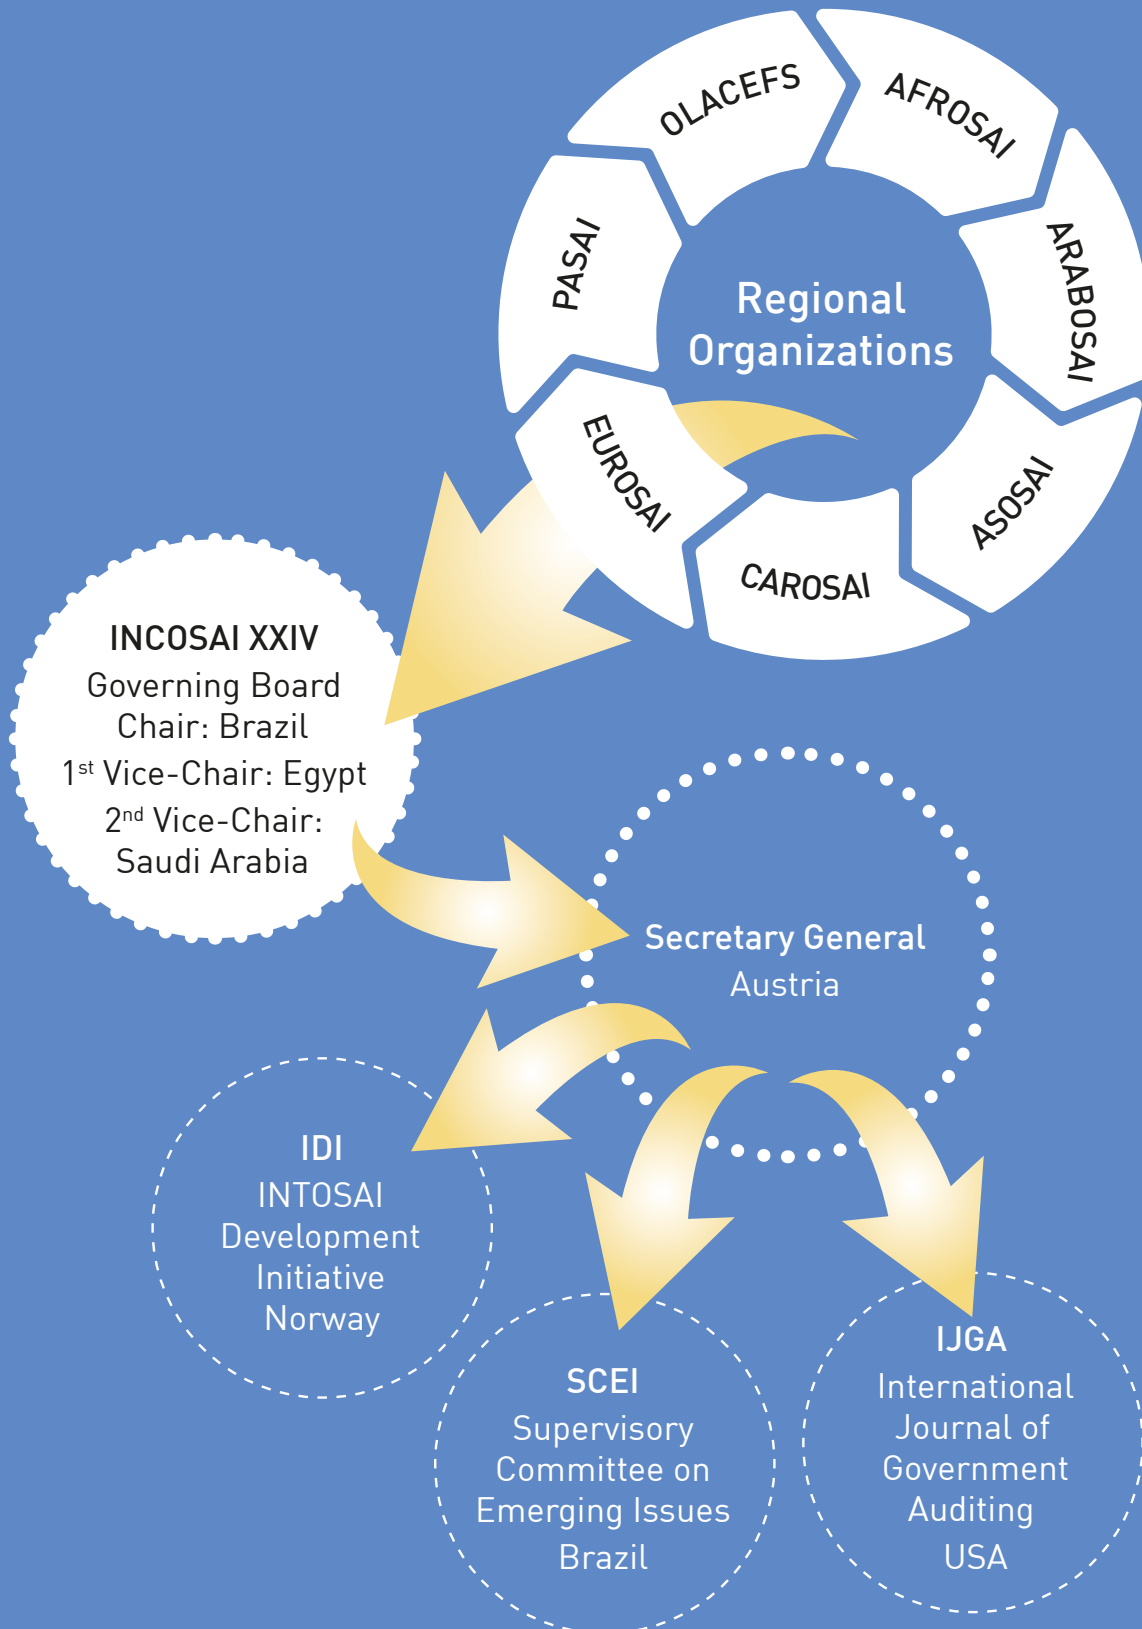 OLACEFS
AFROSAI
ARABOSAI
ASOSAI
CAROSAI
EUROSAI
PASAI
Regional
Organizations
INCOSAI XXIV
Governing Board
Chair: Brazil
1st Vice-Chair: Egypt
2nd Vice-Chair:
Saudi Arabia
Secretary General
Austria
IDI
INTOSAI
Development
Initiative
Norway
SCEI
Supervisory
Committee on
Emerging Issues
Brazil
IJGA
International
Journal of
Government
Auditing
USA